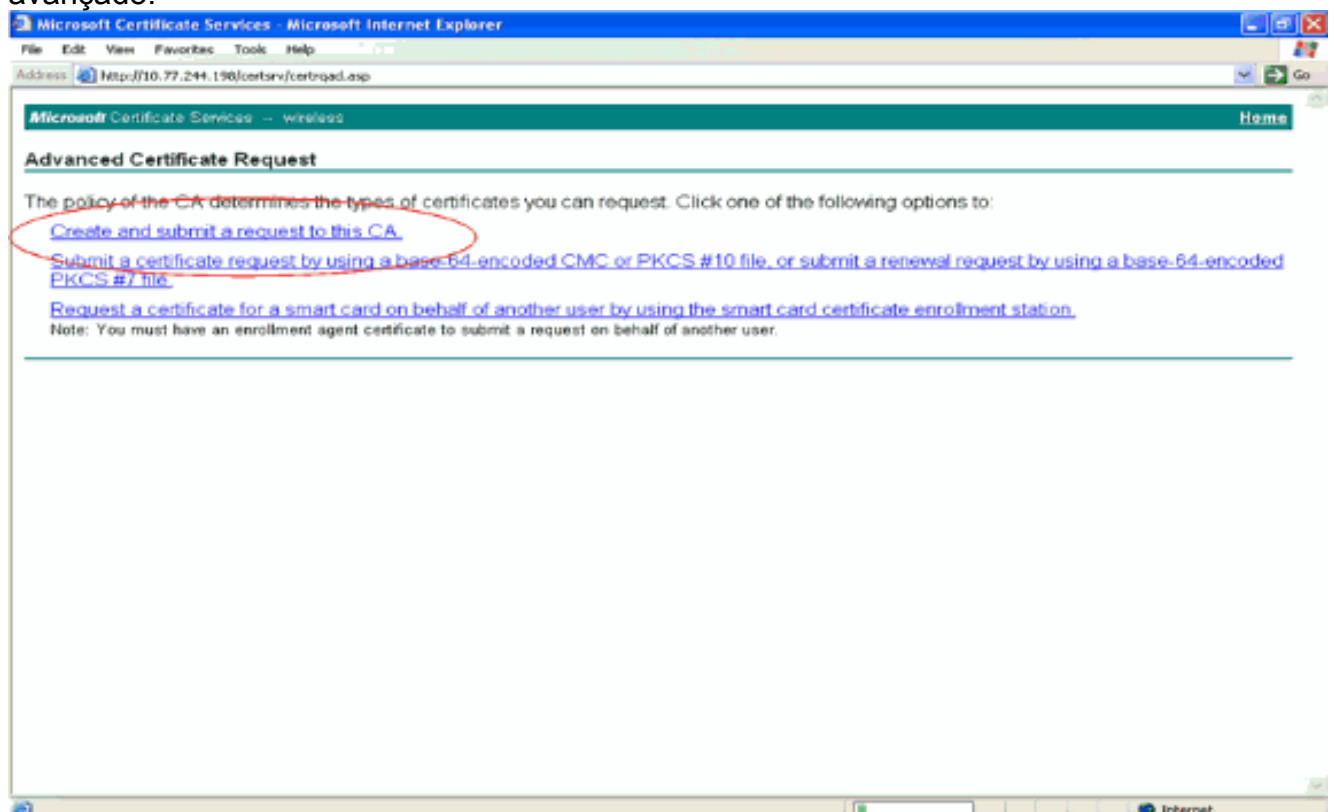 avançado.
Microsoft Certificate Services - Microsoft Internet Explorer
File Edit View Favorites Tools Help
Address http://10.77.244.198/certsrv/certrqad.asp Go
Microsoft Certificate Services -- wireless Home
Advanced Certificate Request
The policy of the CA determines the types of certificates you can request. Click one of the following options to:
Create and submit a request to this CA.
Submit a certificate request by using a base-64-encoded CMC or PKCS #10 file, or submit a renewal request by using a base-64-encoded
PKCS #7 file.
Request a certificate for a smart card on behalf of another user by using the smart card certificate enrollment station.
Note: You must have an enrollment agent certificate to submit a request on behalf of another user.
Internet